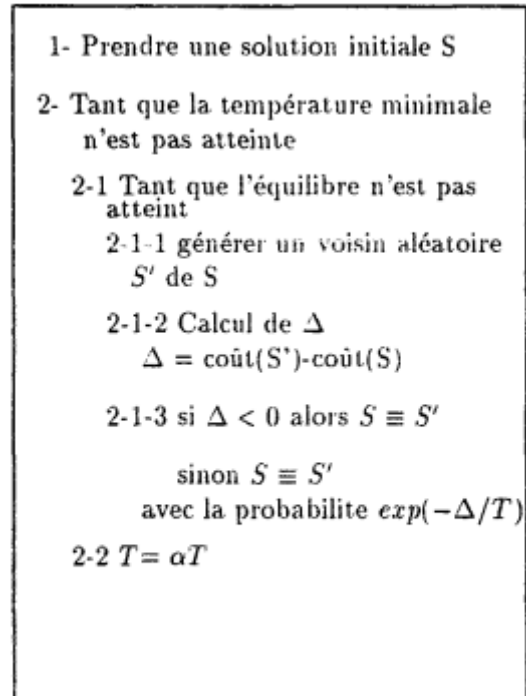 1- Prendre une solution initiale S
2- Tant que la température minimale
n'est pas atteinte
2-1 Tant que l'équilibre n'est pas
atteint
2-1-1 générer un voisin aléatoire
S' de S
2-1-2 Calcul de Δ
Δ = coût(S')-coût(S)
2-1-3 si Δ < 0 alors S ≡ S'
sinon S ≡ S'
avec la probabilite exp(−Δ/T)
2-2 T= αT